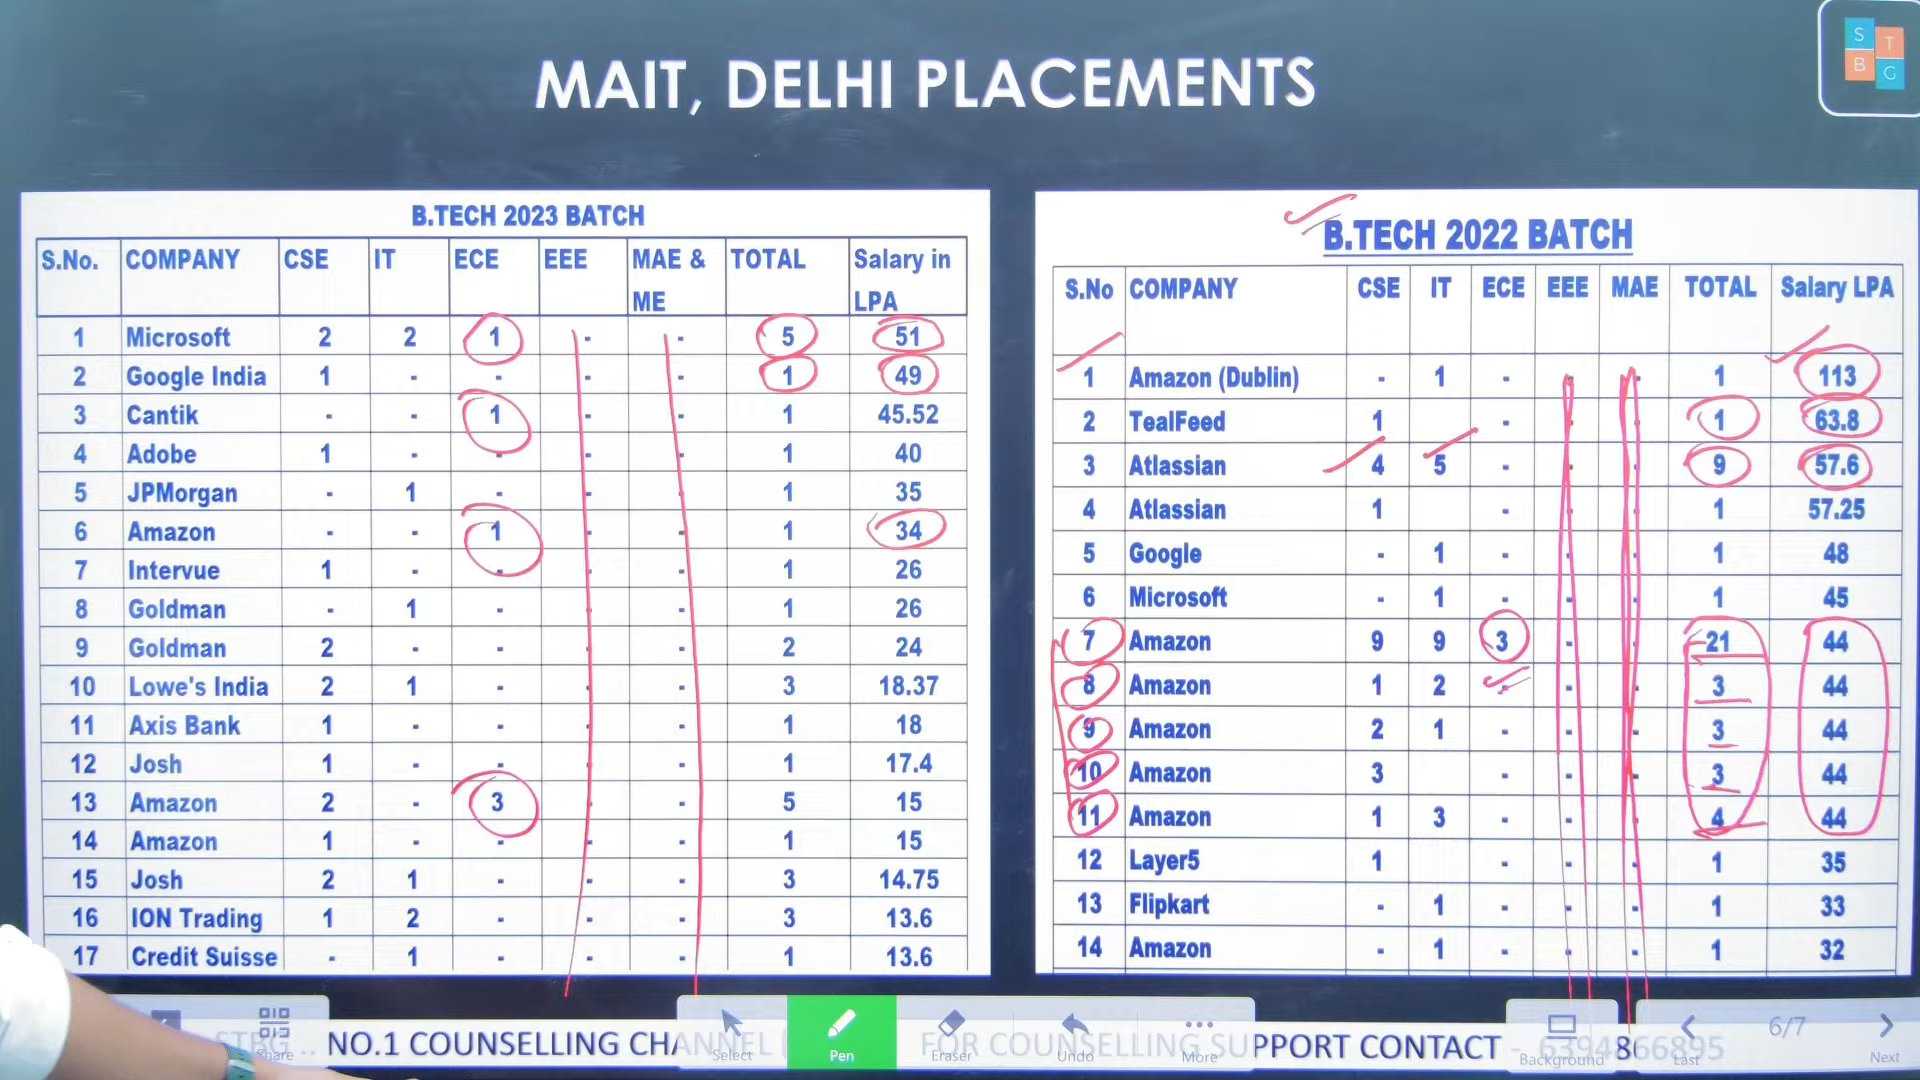 S T
B G
MAIT, DELHI PLACEMENTS
B.TECH 2023 BATCH
S.No. COMPANY CSE IT ECE EEE MAE & ME TOTAL Salary in LPA
1 Microsoft 2 2 1 - - 5 51
2 Google India 1 - - - - 1 49
3 Cantik - - 1 - - 1 45.52
4 Adobe 1 - - - - 1 40
5 JPMorgan - 1 - - - 1 35
6 Amazon - - 1 - - 1 34
7 Intervue 1 - - - - 1 26
8 Goldman - 1 - - - 1 26
9 Goldman 2 - - - - 2 24
10 Lowe's India 2 1 - - - 3 18.37
11 Axis Bank 1 - - - - 1 18
12 Josh 1 - - - - 1 17.4
13 Amazon 2 - 3 - - 5 15
14 Amazon 1 - - - - 1 15
15 Josh 2 1 - - - 3 14.75
16 ION Trading 1 2 - - - 3 13.6
17 Credit Suisse - 1 - - - 1 13.6
B.TECH 2022 BATCH
S.No COMPANY CSE IT ECE EEE MAE TOTAL Salary LPA
1 Amazon (Dublin) - 1 - - - 1 113
2 TealFeed 1 - - - 1 63.8
3 Atlassian 4 5 - - - 9 57.6
4 Atlassian 1 - - - 1 57.25
5 Google - 1 - - - 1 48
6 Microsoft - 1 - - - 1 45
7 Amazon 9 9 3 - - 21 44
8 Amazon 1 2 - - - 3 44
9 Amazon 2 1 - - - 3 44
10 Amazon 3 - - - 3 44
11 Amazon 1 3 - - - 4 44
12 Layer5 1 - - - 1 35
13 Flipkart - 1 - - - 1 33
14 Amazon - 1 - - - 1 32
NO.1 COUNSELLING CHANNEL FOR COUNSELLING SUPPORT CONTACT -
Share Select Pen Eraser Undo More Background Last 6/7 Next